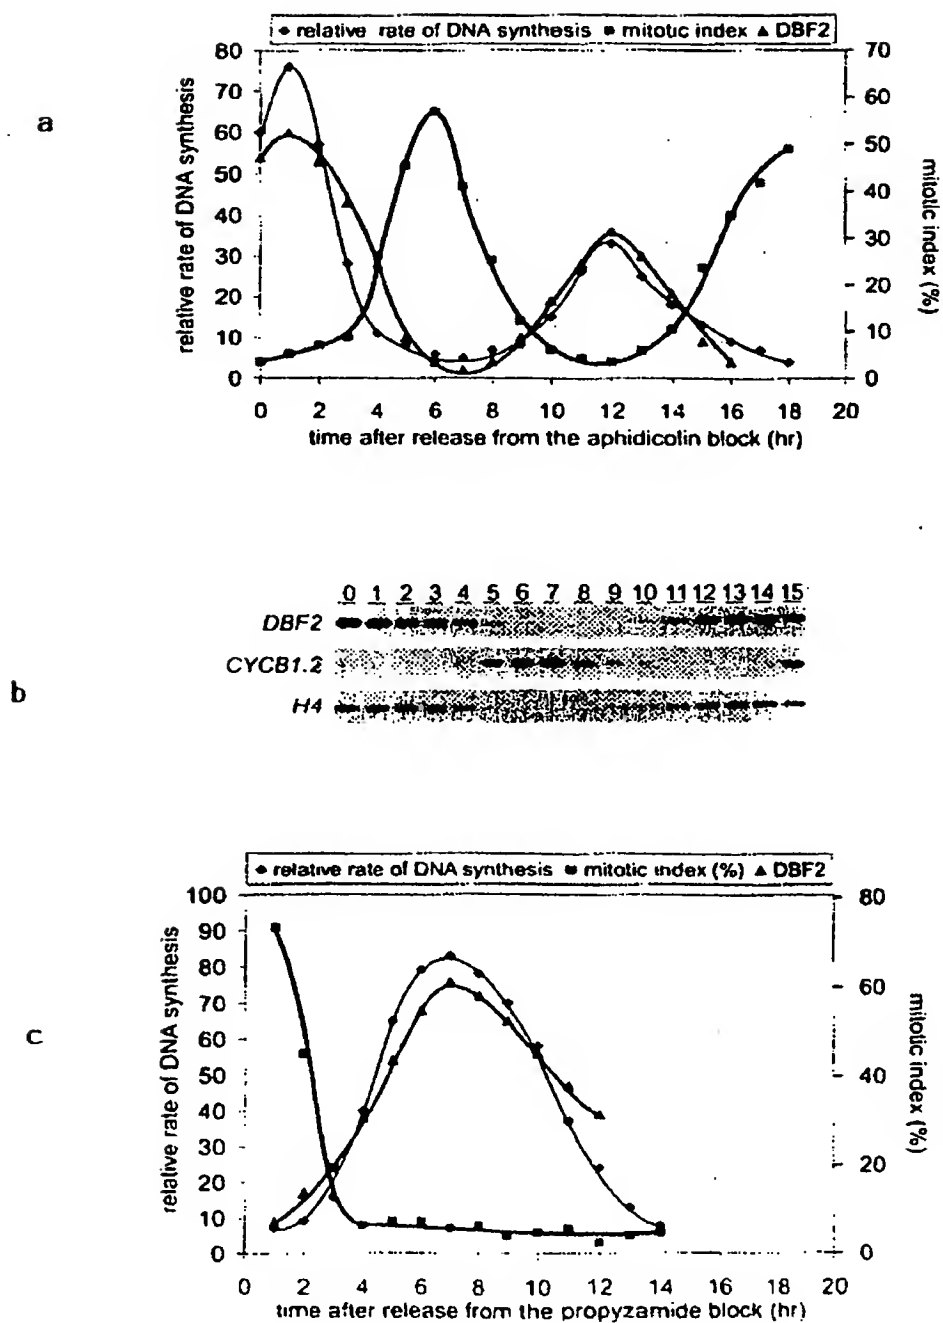 a
relative rate of DNA synthesis mitotic index DBF2
relative rate of DNA synthesis
80
70
60
50
40
30
20
10
0
70
60
50
40
30
20
10
0
mitotic index (%)
0 2 4 6 8 10 12 14 16 18 20
time after release from the aphidicolin block (hr)
b
0 1 2 3 4 5 6 7 8 9 10 11 12 13 14 15
DBF2
CYCB1.2
H4
c
relative rate of DNA synthesis mitotic index (%) DBF2
relative rate of DNA synthesis
100
90
80
70
60
50
40
30
20
10
0
80
60
40
20
0
mitotic index (%)
0 2 4 6 8 10 12 14 16 18 20
time after release from the propyzamide block (hr)